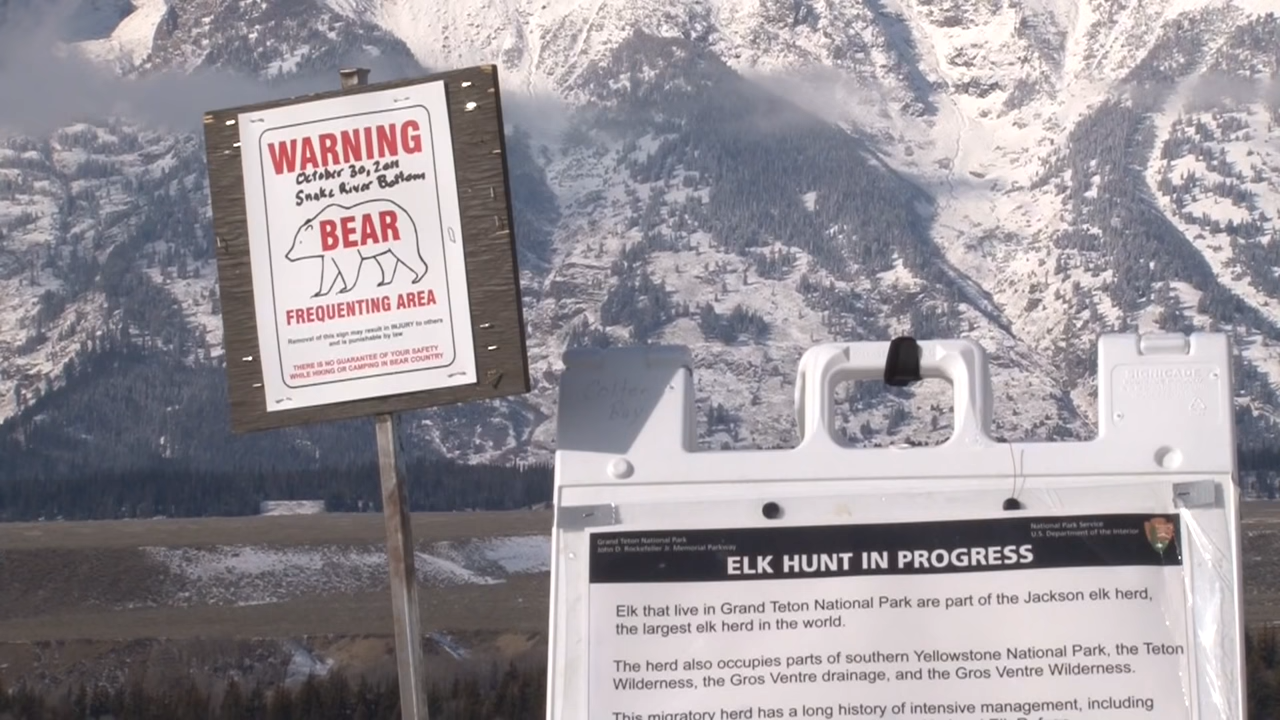 WARNING
October 30, 2011
Snake River Bottom
BEAR
FREQUENTING AREA
Removal of this sign may result in INJURY to others
and is punishable by law
THERE IS NO GUARANTEE OF YOUR SAFETY
WHILE HIKING OR CAMPING IN BEAR COUNTRY
Colter
Bay
SIGNICADE
Grand Teton National Park
John D. Rockefeller Jr. Memorial Parkway
National Park Service
U.S. Department of the Interior
ELK HUNT IN PROGRESS
Elk that live in Grand Teton National Park are part of the Jackson elk herd,
the largest elk herd in the world.
The herd also occupies parts of southern Yellowstone National Park, the Teton
Wilderness, the Gros Ventre drainage, and the Gros Ventre Wilderness.
This migratory herd has a long history of intensive management, including